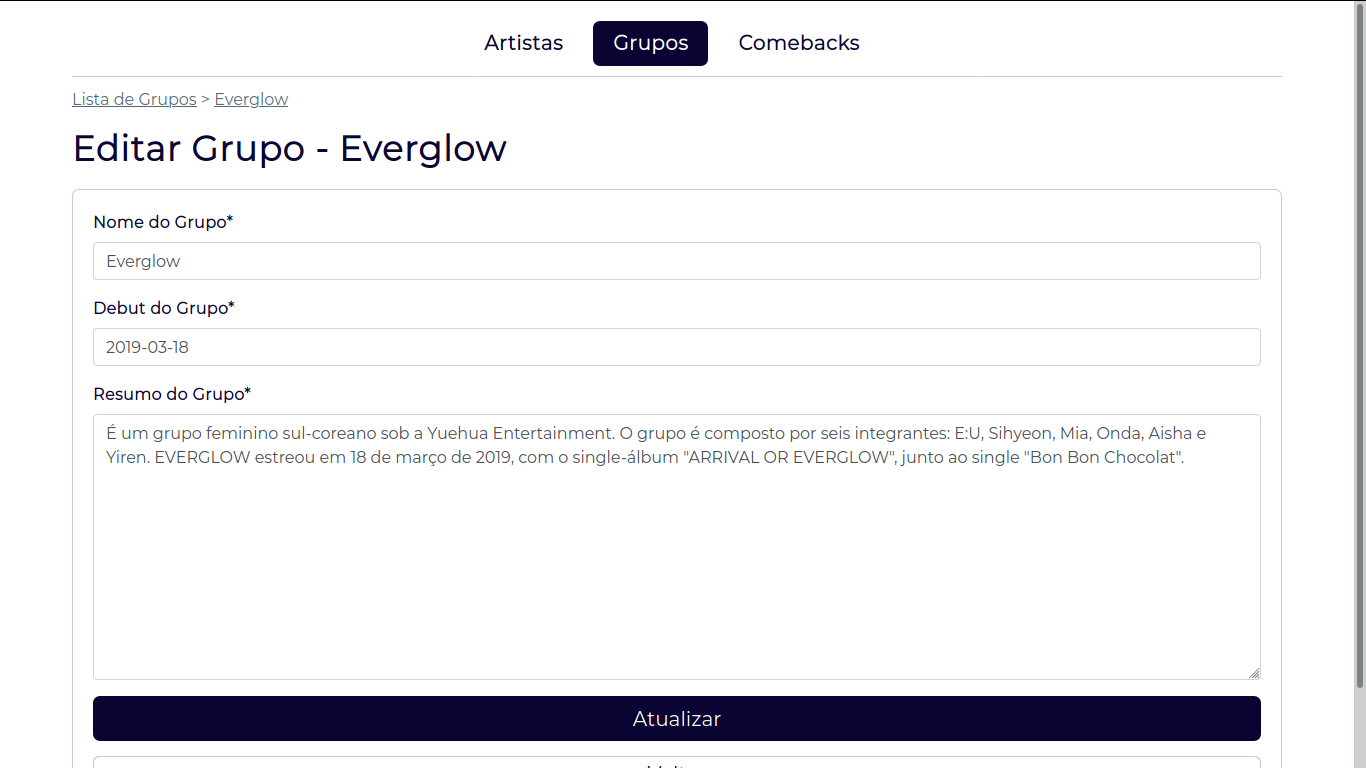 Artistas Grupos Comebacks
Lista de Grupos > Everglow
Editar Grupo - Everglow
Nome do Grupo*
Everglow
Debut do Grupo*
2019-03-18
Resumo do Grupo*
É um grupo feminino sul-coreano sob a Yuehua Entertainment. O grupo é composto por seis integrantes: E:U, Sihyeon, Mia, Onda, Aisha e
Yiren. EVERGLOW estreou em 18 de março de 2019, com o single-álbum "ARRIVAL OR EVERGLOW", junto ao single "Bon Bon Chocolat".
Atualizar